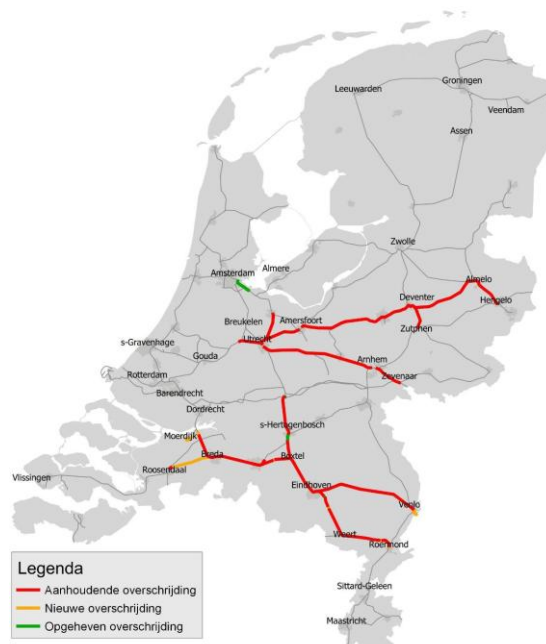 Groningen
Leeuwarden
Veendam
Assen
Zwolle
Amsterdam
Almere
Almelo
Deventer
Hengelo
Breukelen
Amersfoort
Zutphen
Utrecht
s-Gravenhage
Gouda
Arnhem
Zevenaar
Rotterdam
Barendrecht
Dordrecht
s-Hertogenbosch
Moerdijk
Breda
Boxtel
Roosendaal
Vlissingen
Eindhoven
Venlo
Weert
Roermond
Sittard-Geleen
Maastricht
Legenda
Aanhoudende overschrijding
Nieuwe overschrijding
Opgeheven overschrijding